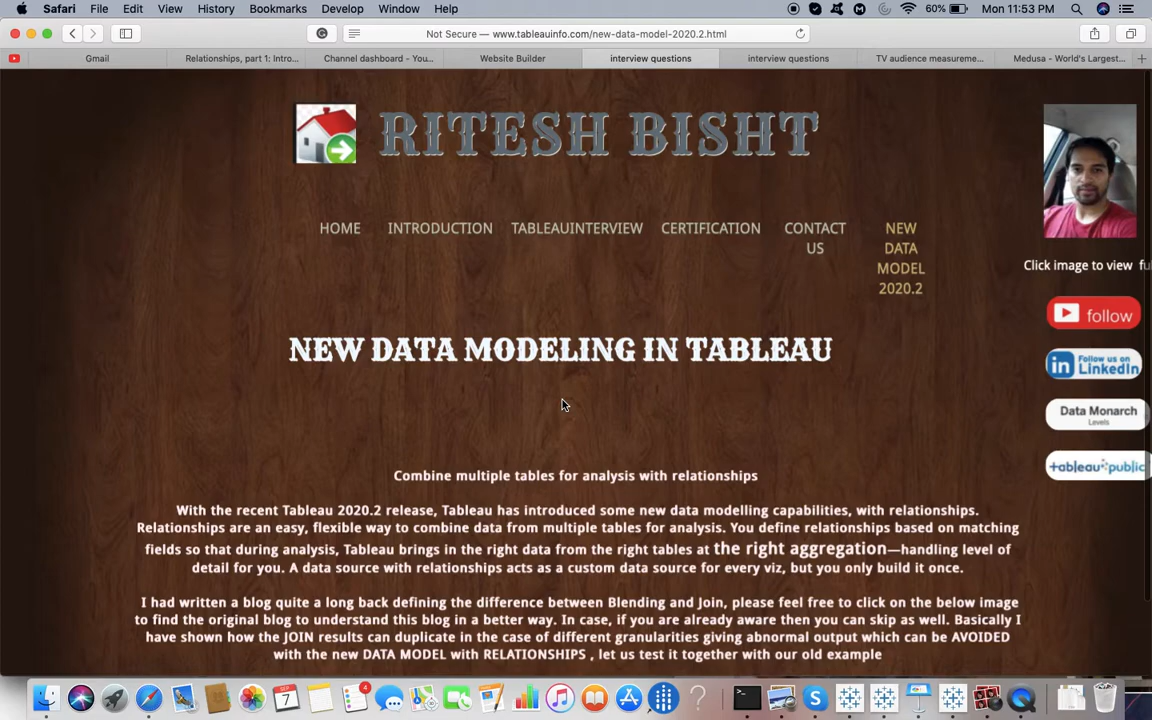 Safari File Edit View History Bookmarks Develop Window Help 60% Mon 11:53 PM
Not Secure — www.tableauinfo.com/new-data-model-2020.2.html
Gmail Relationships, part 1: Intro... Channel dashboard - You... Website Builder interview questions interview questions TV audience measureme... Medusa - World's Largest...
RITESH BISHT
HOME INTRODUCTION TABLEAUINTERVIEW CERTIFICATION CONTACT US NEW DATA MODEL 2020.2
Click image to view fu
follow
Follow us on
LinkedIn
Data Monarch
Levels
+ableau public
NEW DATA MODELING IN TABLEAU
Combine multiple tables for analysis with relationships
With the recent Tableau 2020.2 release, Tableau has introduced some new data modelling capabilities, with relationships.
Relationships are an easy, flexible way to combine data from multiple tables for analysis. You define relationships based on matching
fields so that during analysis, Tableau brings in the right data from the right tables at the right aggregation—handling level of
detail for you. A data source with relationships acts as a custom data source for every viz, but you only build it once.
I had written a blog quite a long back defining the difference between Blending and Join, please feel free to click on the below image
to find the original blog to understand this blog in a better way. In case, if you are already aware then you can skip as well. Basically I
have shown how the JOIN results can duplicate in the case of different granularities giving abnormal output which can be AVOIDED
with the new DATA MODEL with RELATIONSHIPS , let us test it together with our old example
SEP
7
4